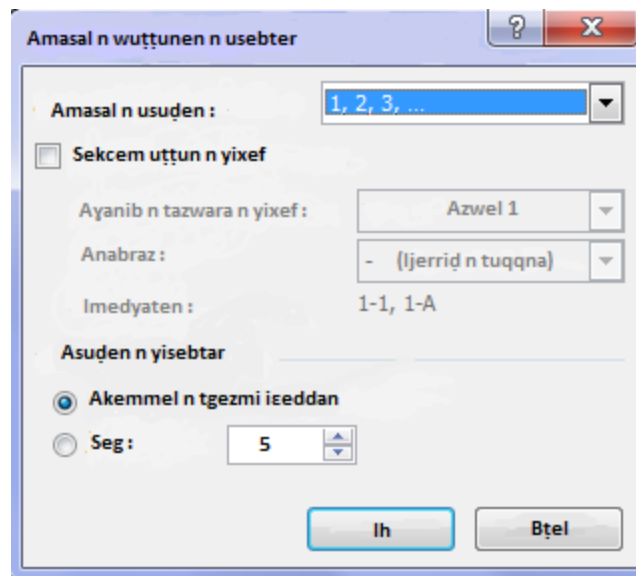 Amasal n wuṭṭunen n usebter
Amasal n usuḍen : 1, 2, 3, ...
Sekcem uṭṭun n yixef
Aɣanib n tazwara n yixef : Azwel 1
Anabraz : - (Ijerriḍ n tuqqna)
Imedyaten : 1-1, 1-A
Asuḍen n yisebtar
Akemmel n tgezmi iɛeddan
Seg : 5
Ih Bṭel